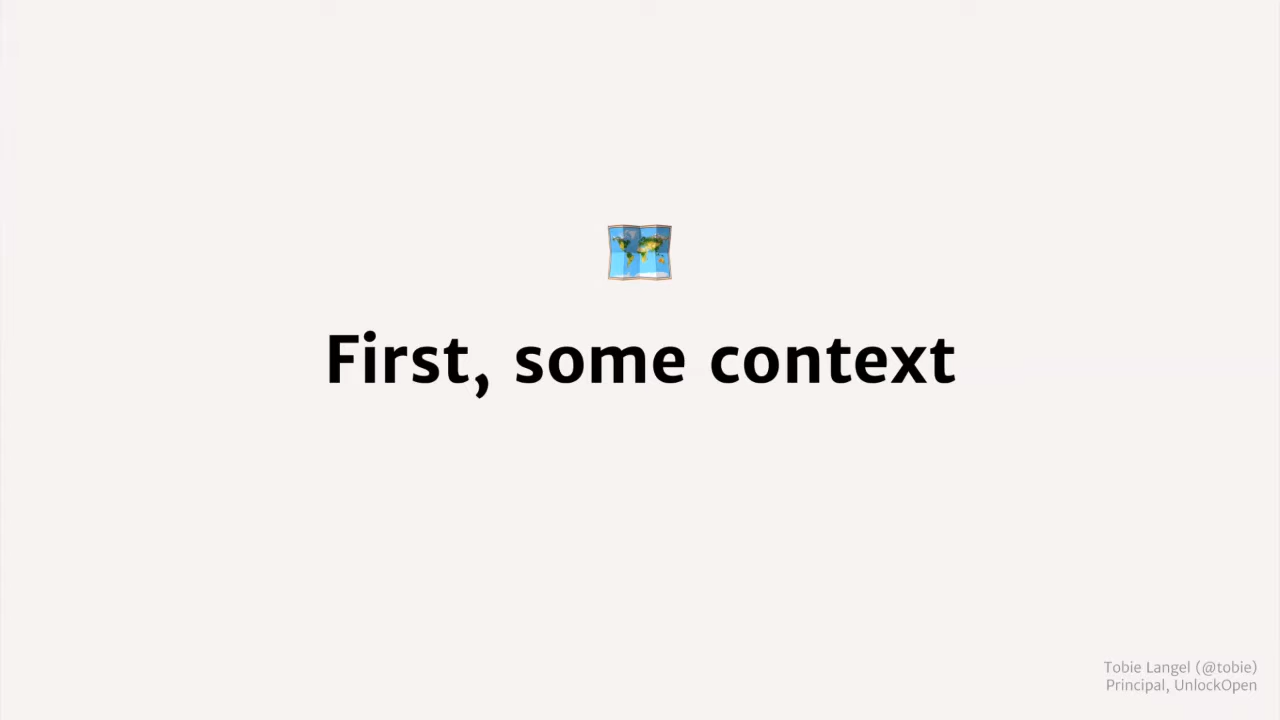 First, some context
Tobie Langel (@tobie)
Principal, UnlockOpen